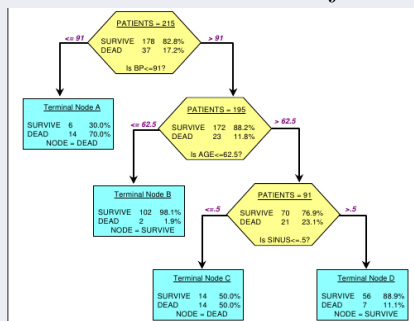 PATIENTS = 215
<= 91
> 91
SURVIVE 178 82.8%
DEAD 37 17.2%
Is BP<=91?
Terminal Node A
SURVIVE 6 30.0%
DEAD 14 70.0%
NODE = DEAD
PATIENTS = 195
<= 62.5
> 62.5
SURVIVE 172 88.2%
DEAD 23 11.8%
Is AGE<=62.5?
Terminal Node B
SURVIVE 102 98.1%
DEAD 2 1.9%
NODE = SURVIVE
PATIENTS = 91
<=.5
>.5
SURVIVE 70 76.9%
DEAD 21 23.1%
Is SINUS<=.5?
Terminal Node C
SURVIVE 14 50.0%
DEAD 14 50.0%
NODE = DEAD
Terminal Node D
SURVIVE 56 88.9%
DEAD 7 11.1%
NODE = SURVIVE